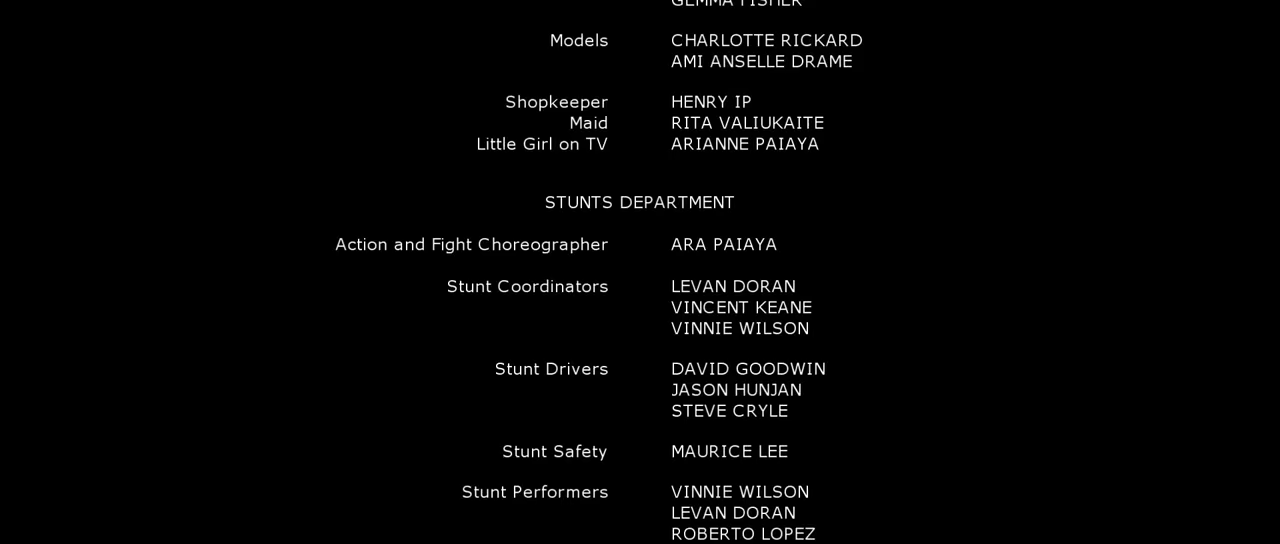 GEMMA FISHER
Models CHARLOTTE RICKARD
AMI ANSELLE DRAME
Shopkeeper HENRY IP
Maid RITA VALIUKAITE
Little Girl on TV ARIANNE PAIAYA
STUNTS DEPARTMENT
Action and Fight Choreographer ARA PAIAYA
Stunt Coordinators LEVAN DORAN
VINCENT KEANE
VINNIE WILSON
Stunt Drivers DAVID GOODWIN
JASON HUNJAN
STEVE CRYLE
Stunt Safety MAURICE LEE
Stunt Performers VINNIE WILSON
LEVAN DORAN
ROBERTO LOPEZ